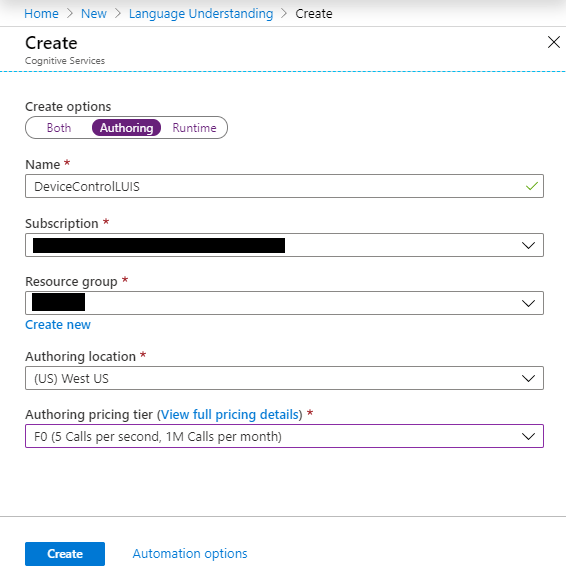 Home > New > Language Understanding > Create
Create
Cognitive Services
Create options
Both Authoring Runtime
Name *
DeviceControlLUIS
Subscription *
Resource group *
Create new
Authoring location *
(US) West US
Authoring pricing tier (View full pricing details) *
F0 (5 Calls per second, 1M Calls per month)
Create Automation options